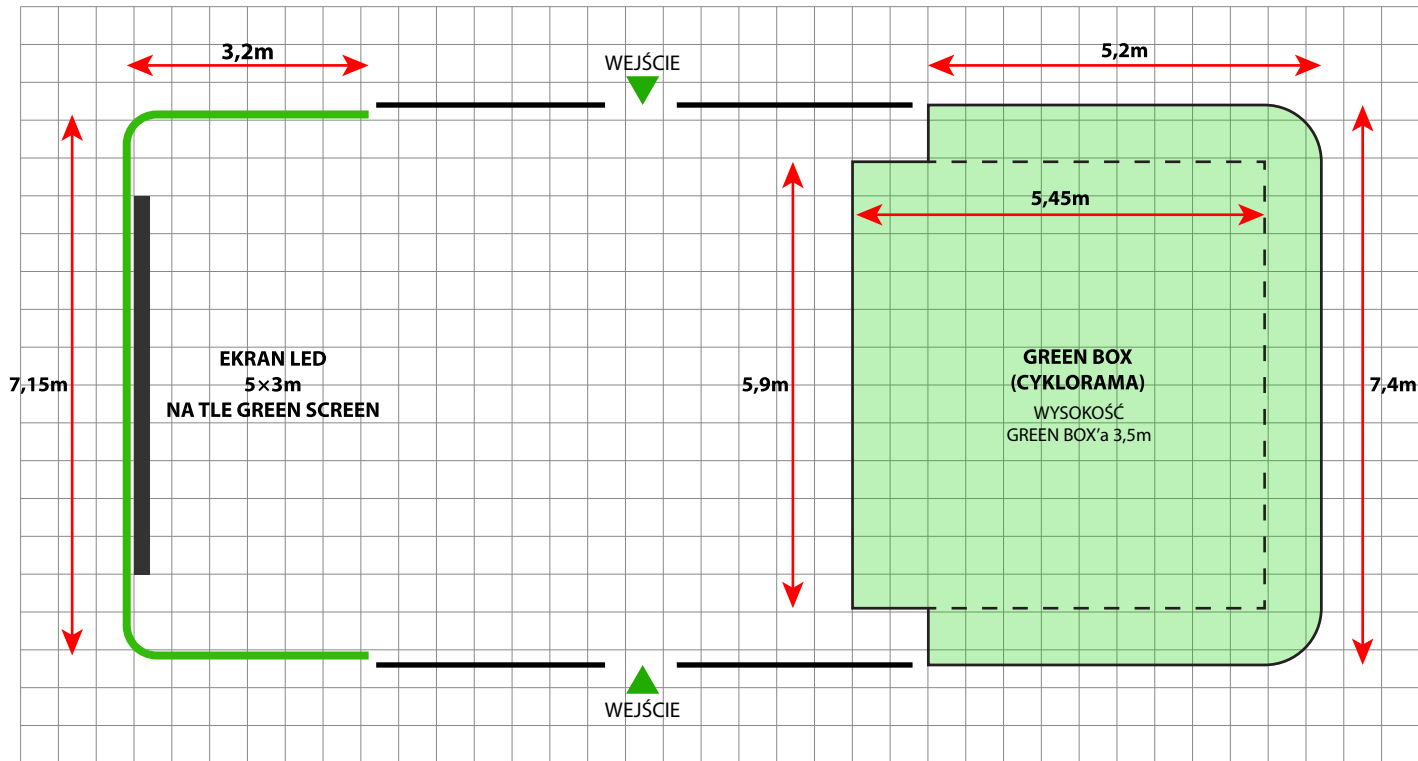 3,2m
WEJŚCIE
5,2m
5,45m
7,15m
EKRAN LED
5×3m
NA TLE GREEN SCREEN
5,9m
GREEN BOX
(CYKLORAMA)
WYSOKOŚĆ
GREEN BOX’a 3,5m
7,4m
WEJŚCIE